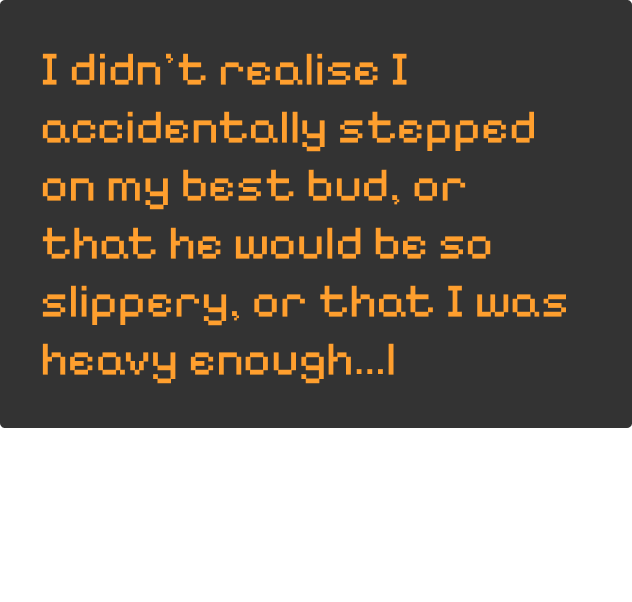 I didn't realise I
accidentally stepped
on my best bud, or
that he would be so
slippery, or that I was
heavy enough...|